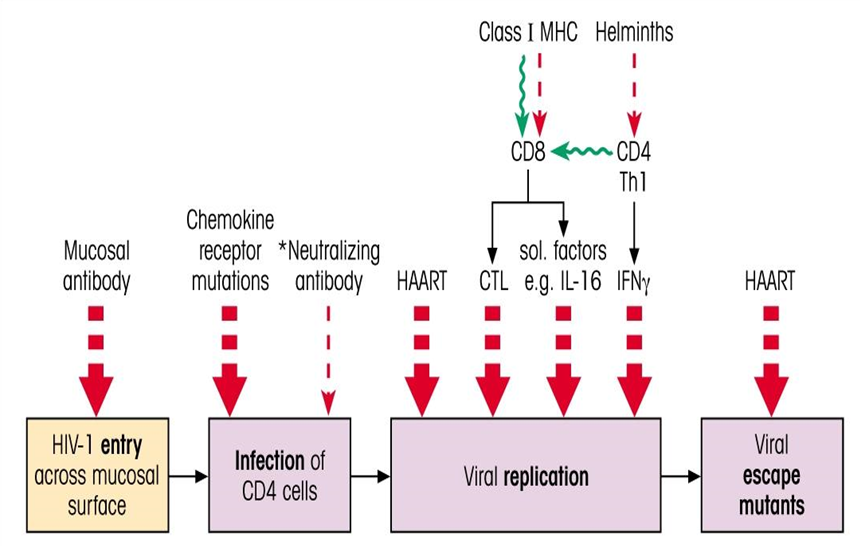 Class I MHC
Helminths
CD8
CD4
Th1
Mucosal
antibody
Chemokine
receptor
mutations
*Neutralizing
antibody
HAART
CTL
sol. factors
e.g. IL-16
IFNγ
HAART
HIV-1 entry
across mucosal
surface
Infection of
CD4 cells
Viral replication
Viral
escape
mutants